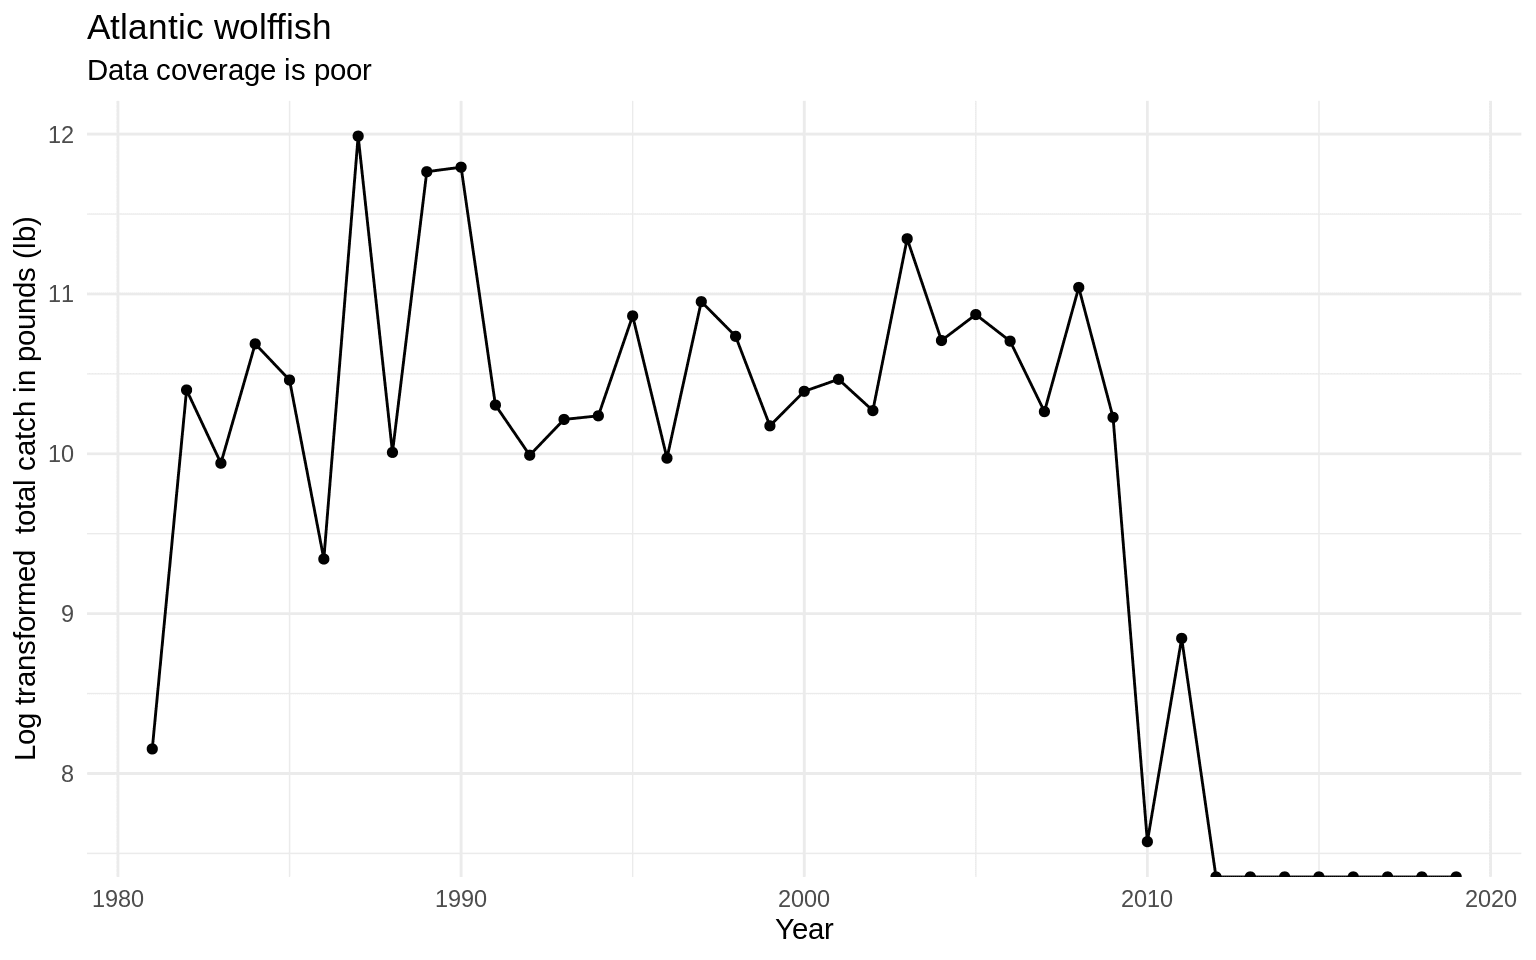 Atlantic wolffish
Data coverage is poor
Log transformed  total catch in pounds (lb)
12
11
10
9
8
1980
1990
2000
2010
2020
Year